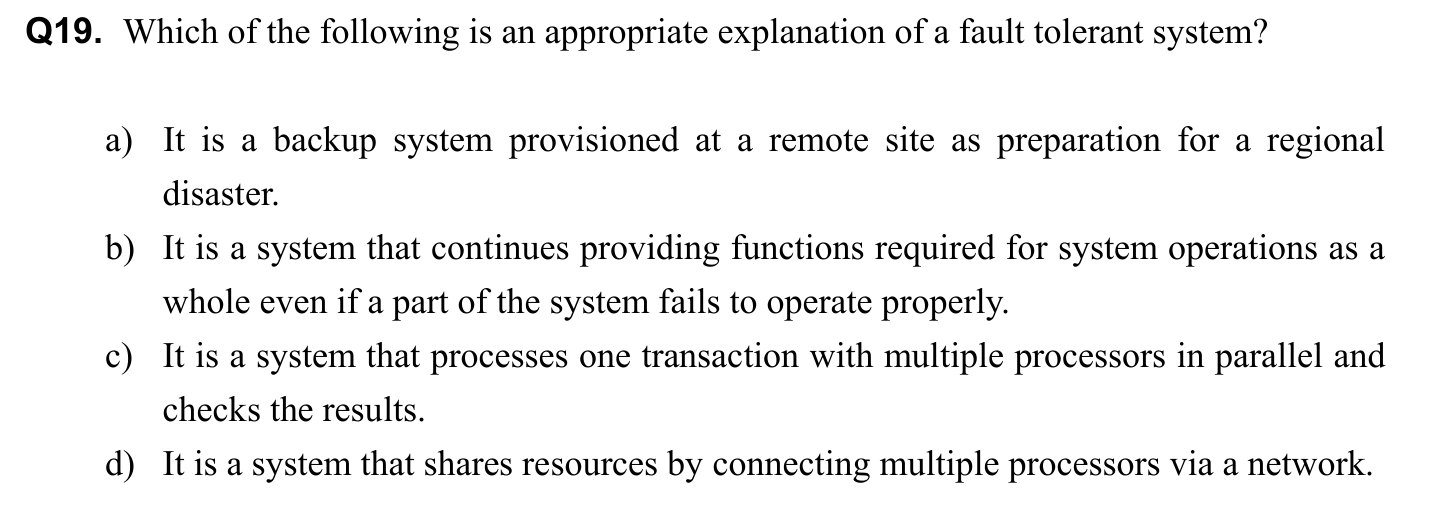 Q19. Which of the following is an appropriate explanation of a fault tolerant system?
a) It is a backup system provisioned at a remote site as preparation for a regional
disaster.
b) It is a system that continues providing functions required for system operations as a
whole even if a part of the system fails to operate properly.
c) It is a system that processes one transaction with multiple processors in parallel and
checks the results.
d) It is a system that shares resources by connecting multiple processors via a network.